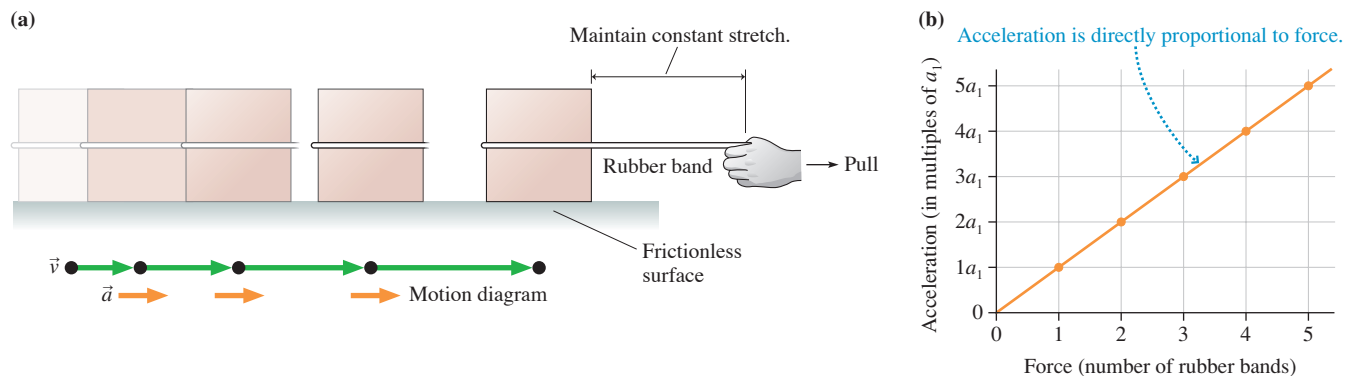 (a)
Maintain constant stretch.
Rubber band
Pull
Frictionless
surface
v⃗
a⃗
Motion diagram
(b)
Acceleration is directly proportional to force.
Acceleration (in multiples of a₁)
5a₁
4a₁
3a₁
2a₁
1a₁
0
0 1 2 3 4 5
Force (number of rubber bands)